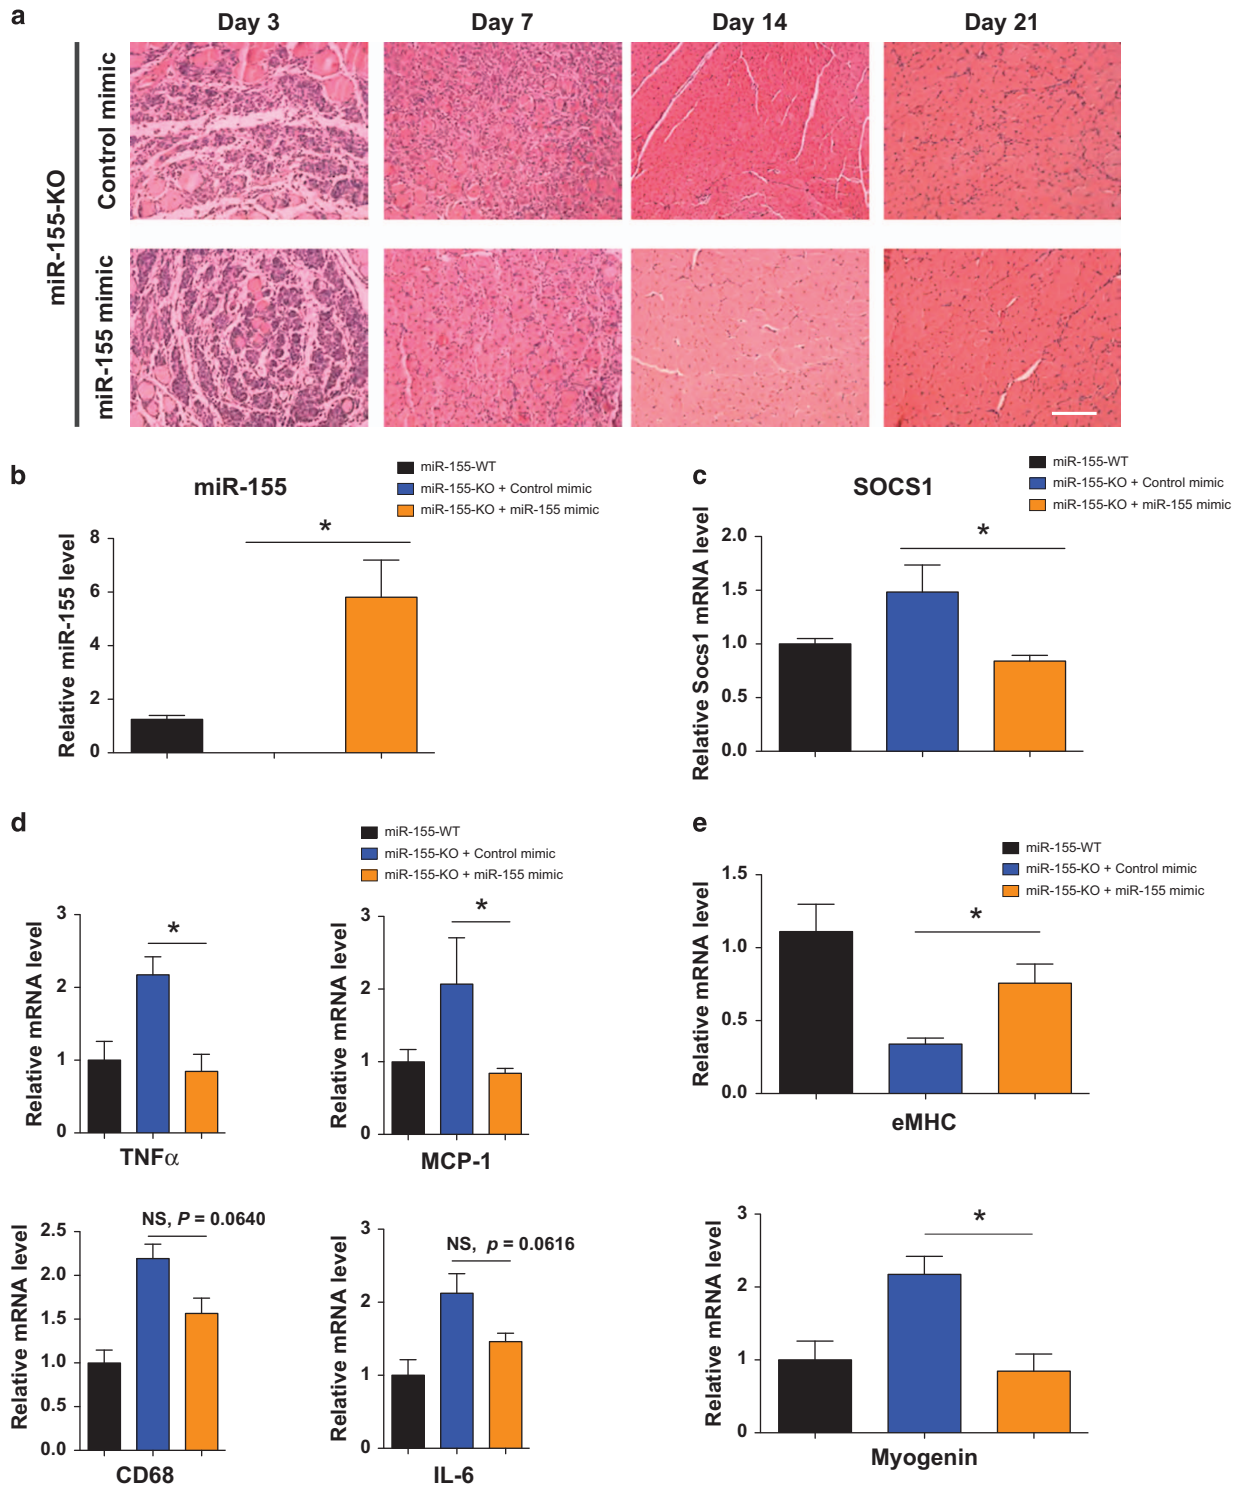 a
Day 3
Day 7
Day 14
Day 21
miR-155-KO
Control mimic
miR-155 mimic
b
miR-155
miR-155-WT
miR-155-KO + Control mimic
miR-155-KO + miR-155 mimic
*
Relative miR-155 level
8
6
4
2
0
c
SOCS1
miR-155-WT
miR-155-KO + Control mimic
miR-155-KO + miR-155 mimic
*
Relative Socs1 mRNA level
2.0
1.5
1.0
0.5
0.0
d
miR-155-WT
miR-155-KO + Control mimic
miR-155-KO + miR-155 mimic
*
Relative mRNA level
3
2
1
0
TNFα
*
Relative mRNA level
3
2
1
0
MCP-1
NS, P = 0.0640
Relative mRNA level
2.5
2.0
1.5
1.0
0.5
0.0
CD68
NS, p = 0.0616
Relative mRNA level
3
2
1
0
IL-6
e
miR-155-WT
miR-155-KO + Control mimic
miR-155-KO + miR-155 mimic
*
Relative mRNA level
1.5
1.0
0.5
0.0
eMHC
*
Relative mRNA level
3
2
1
0
Myogenin